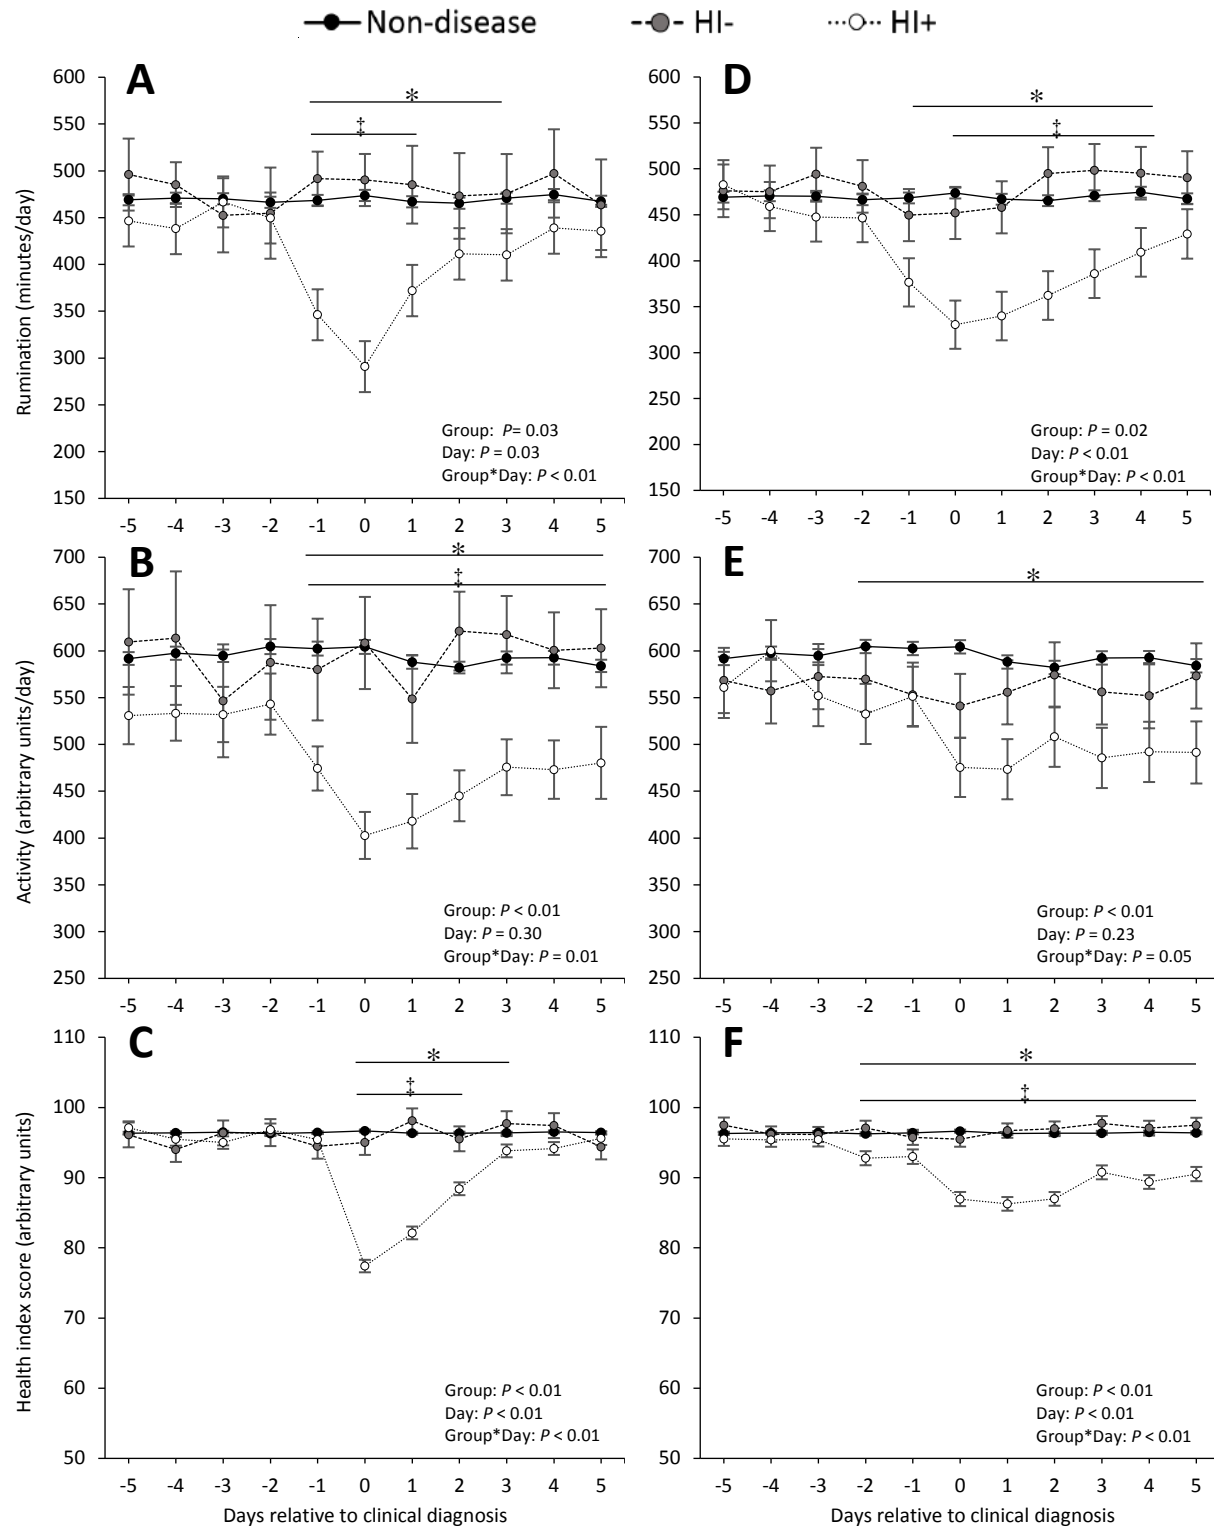 Non-disease HI- HI+
A
*
‡
600
550
500
450
400
350
300
250
200
150
Rumination (minutes/day)
Group: P= 0.03
Day: P = 0.03
Group*Day: P < 0.01
-5 -4 -3 -2 -1 0 1 2 3 4 5
D
*
‡
600
550
500
450
400
350
300
250
200
150
Group: P = 0.02
Day: P < 0.01
Group*Day: P < 0.01
-5 -4 -3 -2 -1 0 1 2 3 4 5
B
*
‡
700
650
600
550
500
450
400
350
300
250
Activity (arbitrary units/day)
Group: P < 0.01
Day: P = 0.30
Group*Day: P = 0.01
-5 -4 -3 -2 -1 0 1 2 3 4 5
E
*
700
650
600
550
500
450
400
350
300
250
Group: P < 0.01
Day: P = 0.23
Group*Day: P = 0.05
-5 -4 -3 -2 -1 0 1 2 3 4 5
C
*
‡
110
100
90
80
70
60
50
Health index score (arbitrary units)
Group: P < 0.01
Day: P < 0.01
Group*Day: P < 0.01
-5 -4 -3 -2 -1 0 1 2 3 4 5
Days relative to clinical diagnosis
F
*
‡
110
100
90
80
70
60
50
Group: P < 0.01
Day: P < 0.01
Group*Day: P < 0.01
-5 -4 -3 -2 -1 0 1 2 3 4 5
Days relative to clinical diagnosis